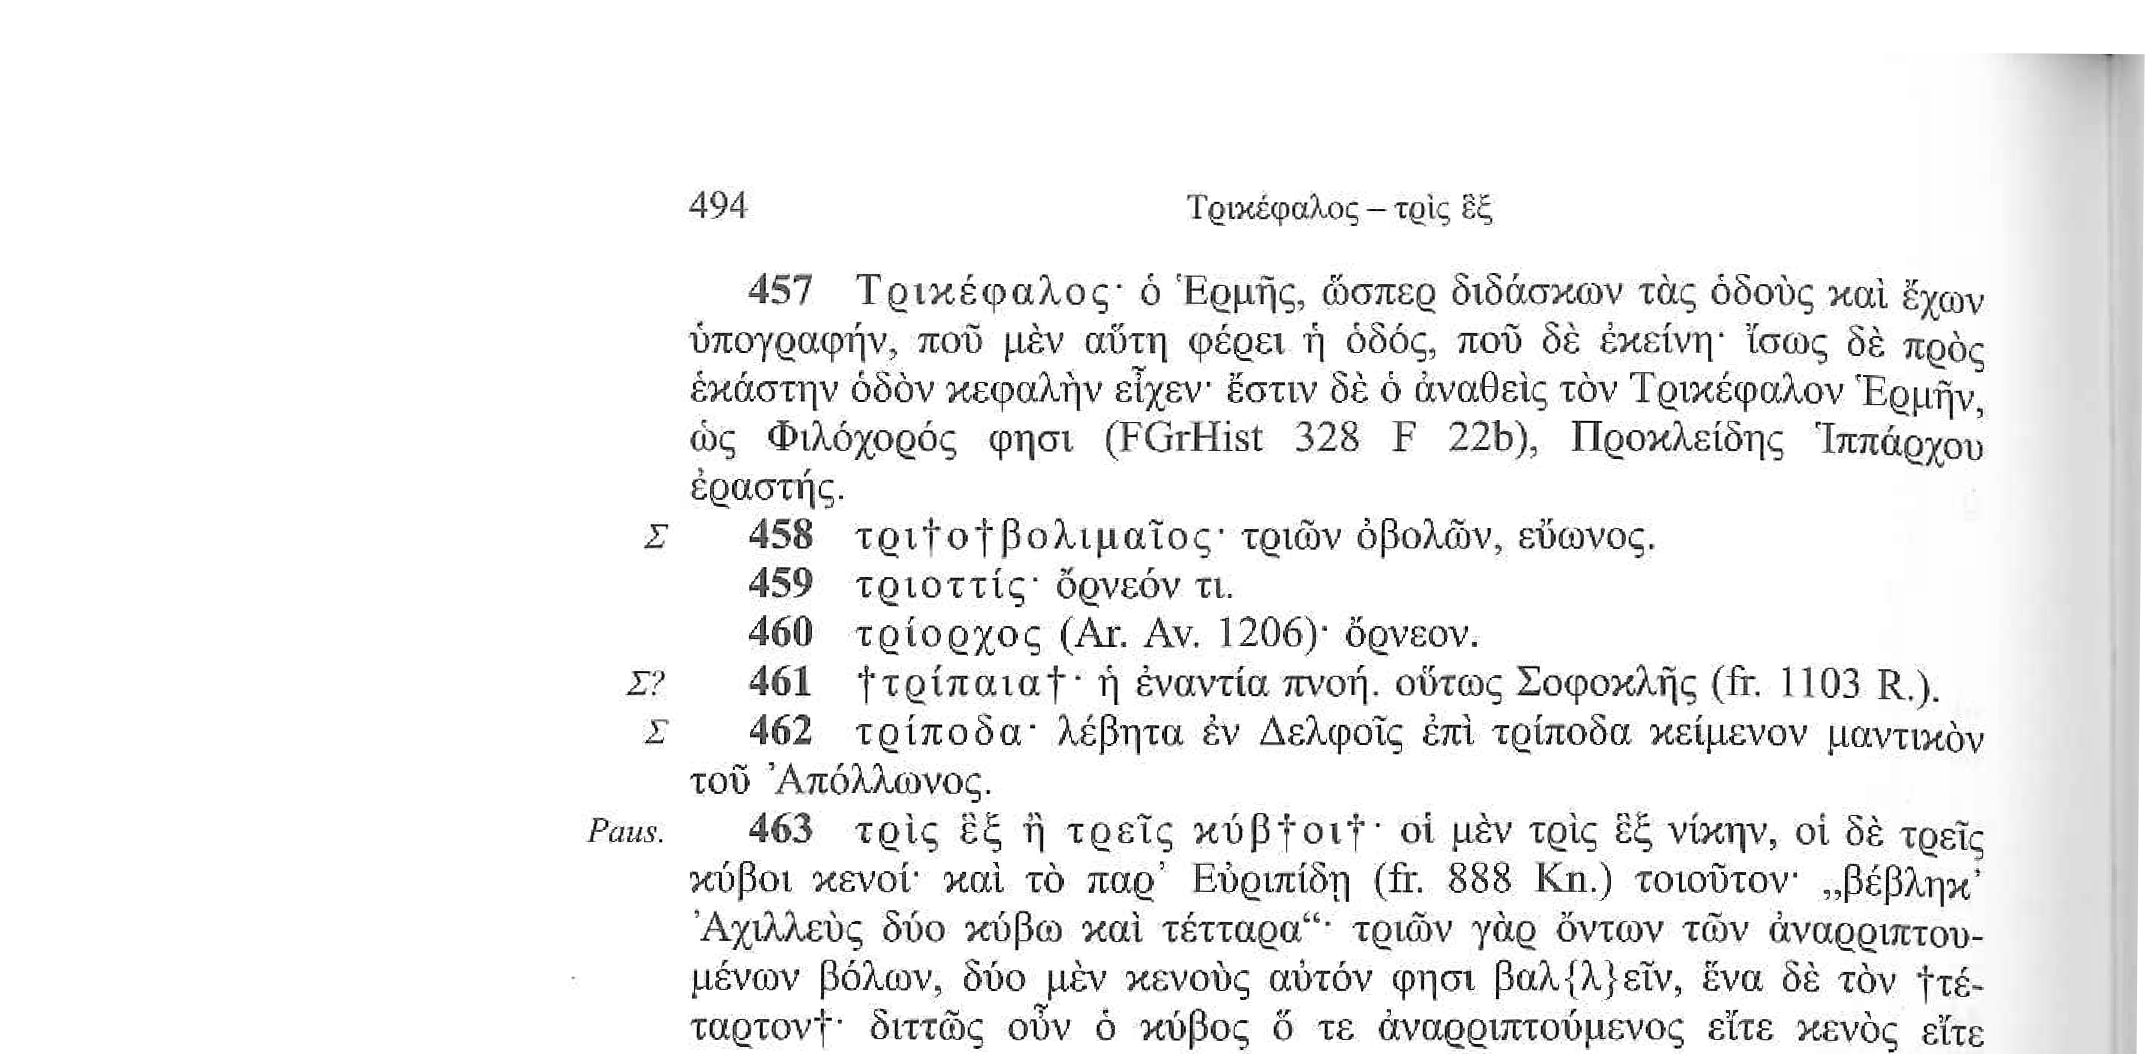 494 Τρικέφαλος – τρὶς ἓξ
457 Τρικέφαλος· ὁ Ἑρμῆς, ὥσπερ διδάσκων τὰς ὁδοὺς καὶ ἔχων
ὑπογραφήν, ποῦ μὲν αὕτη φέρει ἡ ὁδός, ποῦ δὲ ἐκείνη· ἴσως δὲ πρὸς
ἑκάστην ὁδὸν κεφαλὴν εἶχεν· ἔστιν δὲ ὁ ἀναθεὶς τὸν Τρικέφαλον Ἑρμῆν,
ὡς Φιλόχορός φησι (FGrHist 328 F 22b), Προκλείδης Ἱππάρχου
ἐραστής.
Σ 458 τρι†ο†βολιμαῖος· τριῶν ὀβολῶν, εὔωνος.
459 τριοττίς· ὄρνεόν τι.
460 τρίορχος (Ar. Av. 1206)· ὄρνεον.
Σ? 461 †τρίπαια†· ἡ ἐναντία πνοή. οὕτως Σοφοκλῆς (fr. 1103 R.).
Σ 462 τρίποδα· λέβητα ἐν Δελφοῖς ἐπὶ τρίποδα κείμενον μαντικὸν
τοῦ Ἀπόλλωνος.
Paus. 463 τρὶς ἓξ ἢ τρεῖς κύβ†οι†· οἱ μὲν τρὶς ἓξ νίκην, οἱ δὲ τρεῖς
κύβοι κενοί· καὶ τὸ παρ’ Εὐριπίδῃ (fr. 888 Kn.) τοιοῦτον· „βέβληκ’
Ἀχιλλεὺς δύο κύβω καὶ τέτταρα“· τριῶν γὰρ ὄντων τῶν ἀναρριπτου-
μένων βόλων, δύο μὲν κενοὺς αὐτόν φησι βαλ{λ}εῖν, ἕνα δὲ τὸν †τέ-
ταρτον†· διττῶς οὖν ὁ κύβος ὅ τε ἀναρριπτούμενος εἴτε κενὸς εἴτε